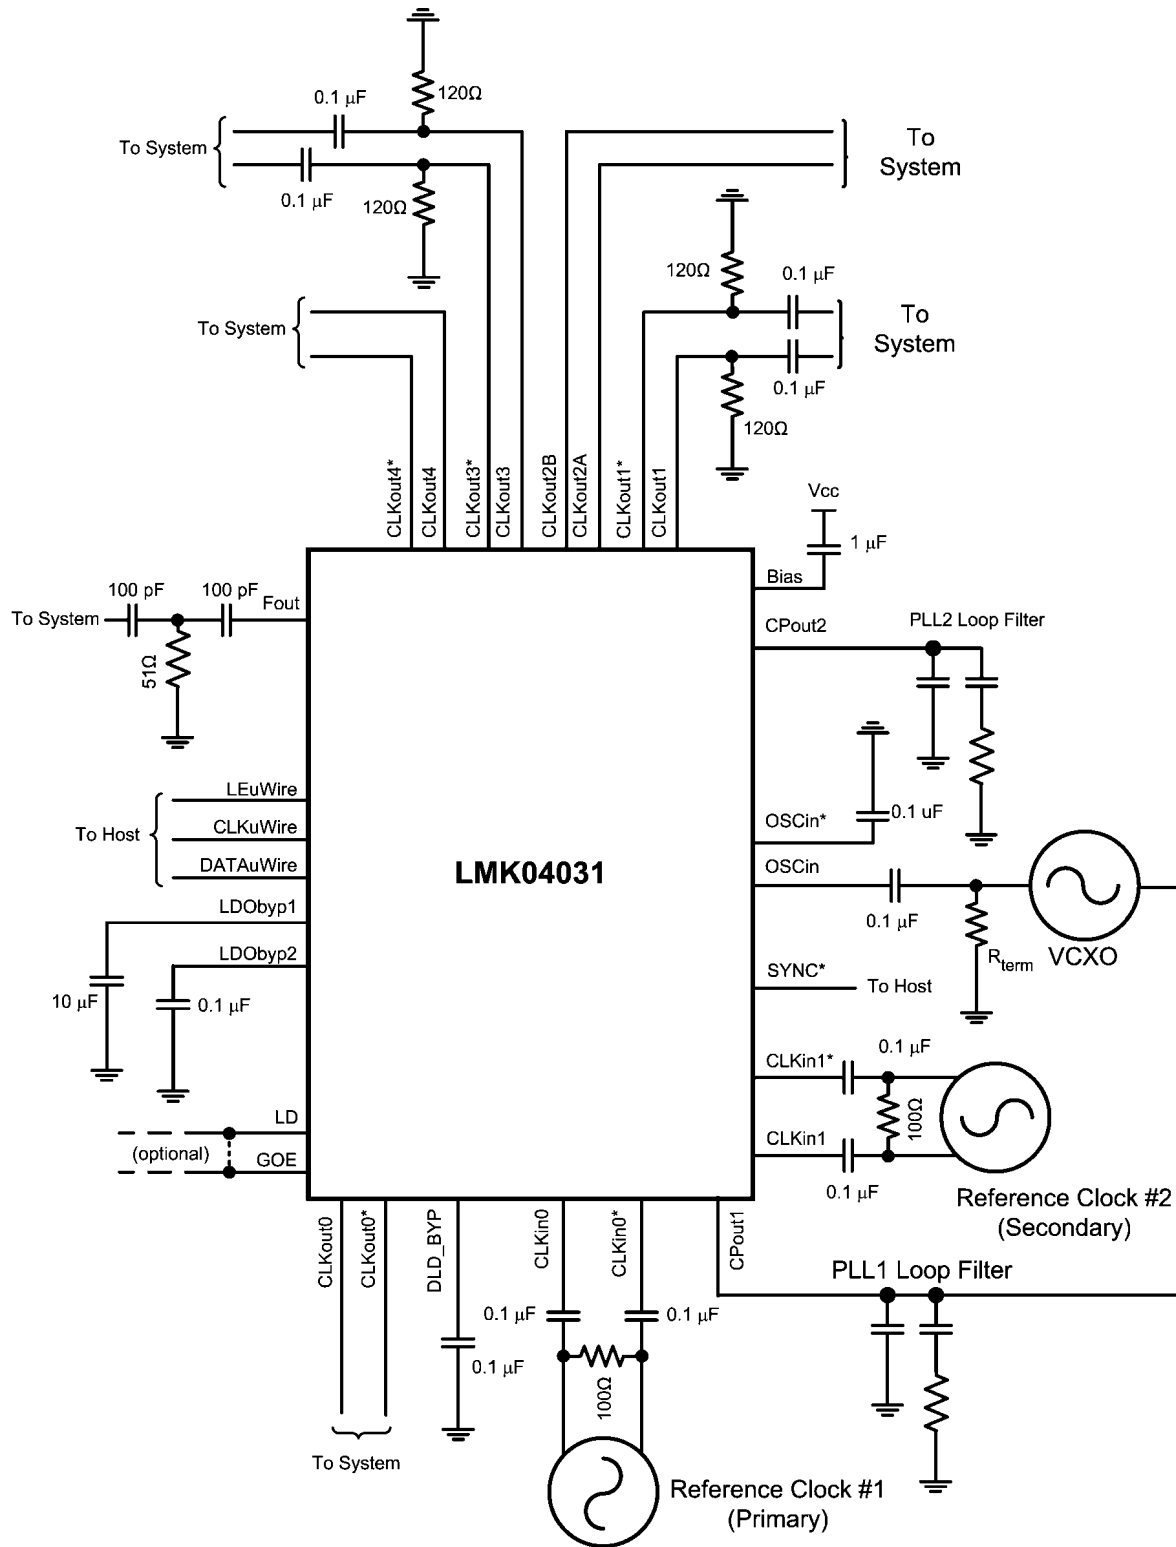 120Ω
0.1 µF
To System
0.1 µF
120Ω
To
System
120Ω
0.1 µF
To System
To
System
0.1 µF
120Ω
CLKout4*
CLKout4
CLKout3*
CLKout3
CLKout2B
CLKout2A
CLKout1*
CLKout1
Vcc
1 µF
Bias
100 pF
100 pF
Fout
To System
51Ω
CPout2
PLL2 Loop Filter
LEuWire
To Host
CLKuWire
DATAuWire
OSCin*
0.1 uF
OSCin
LMK04031
0.1 µF
Rterm
VCXO
LDObyp1
LDObyp2
10 µF
0.1 µF
SYNC*
To Host
CLKin1*
0.1 µF
100Ω
CLKin1
0.1 µF
LD
(optional)
GOE
Reference Clock #2
(Secondary)
CLKout0
CLKout0*
DLD_BYP
CLKin0
CLKin0*
CPout1
PLL1 Loop Filter
0.1 µF
0.1 µF
0.1 µF
100Ω
To System
Reference Clock #1
(Primary)